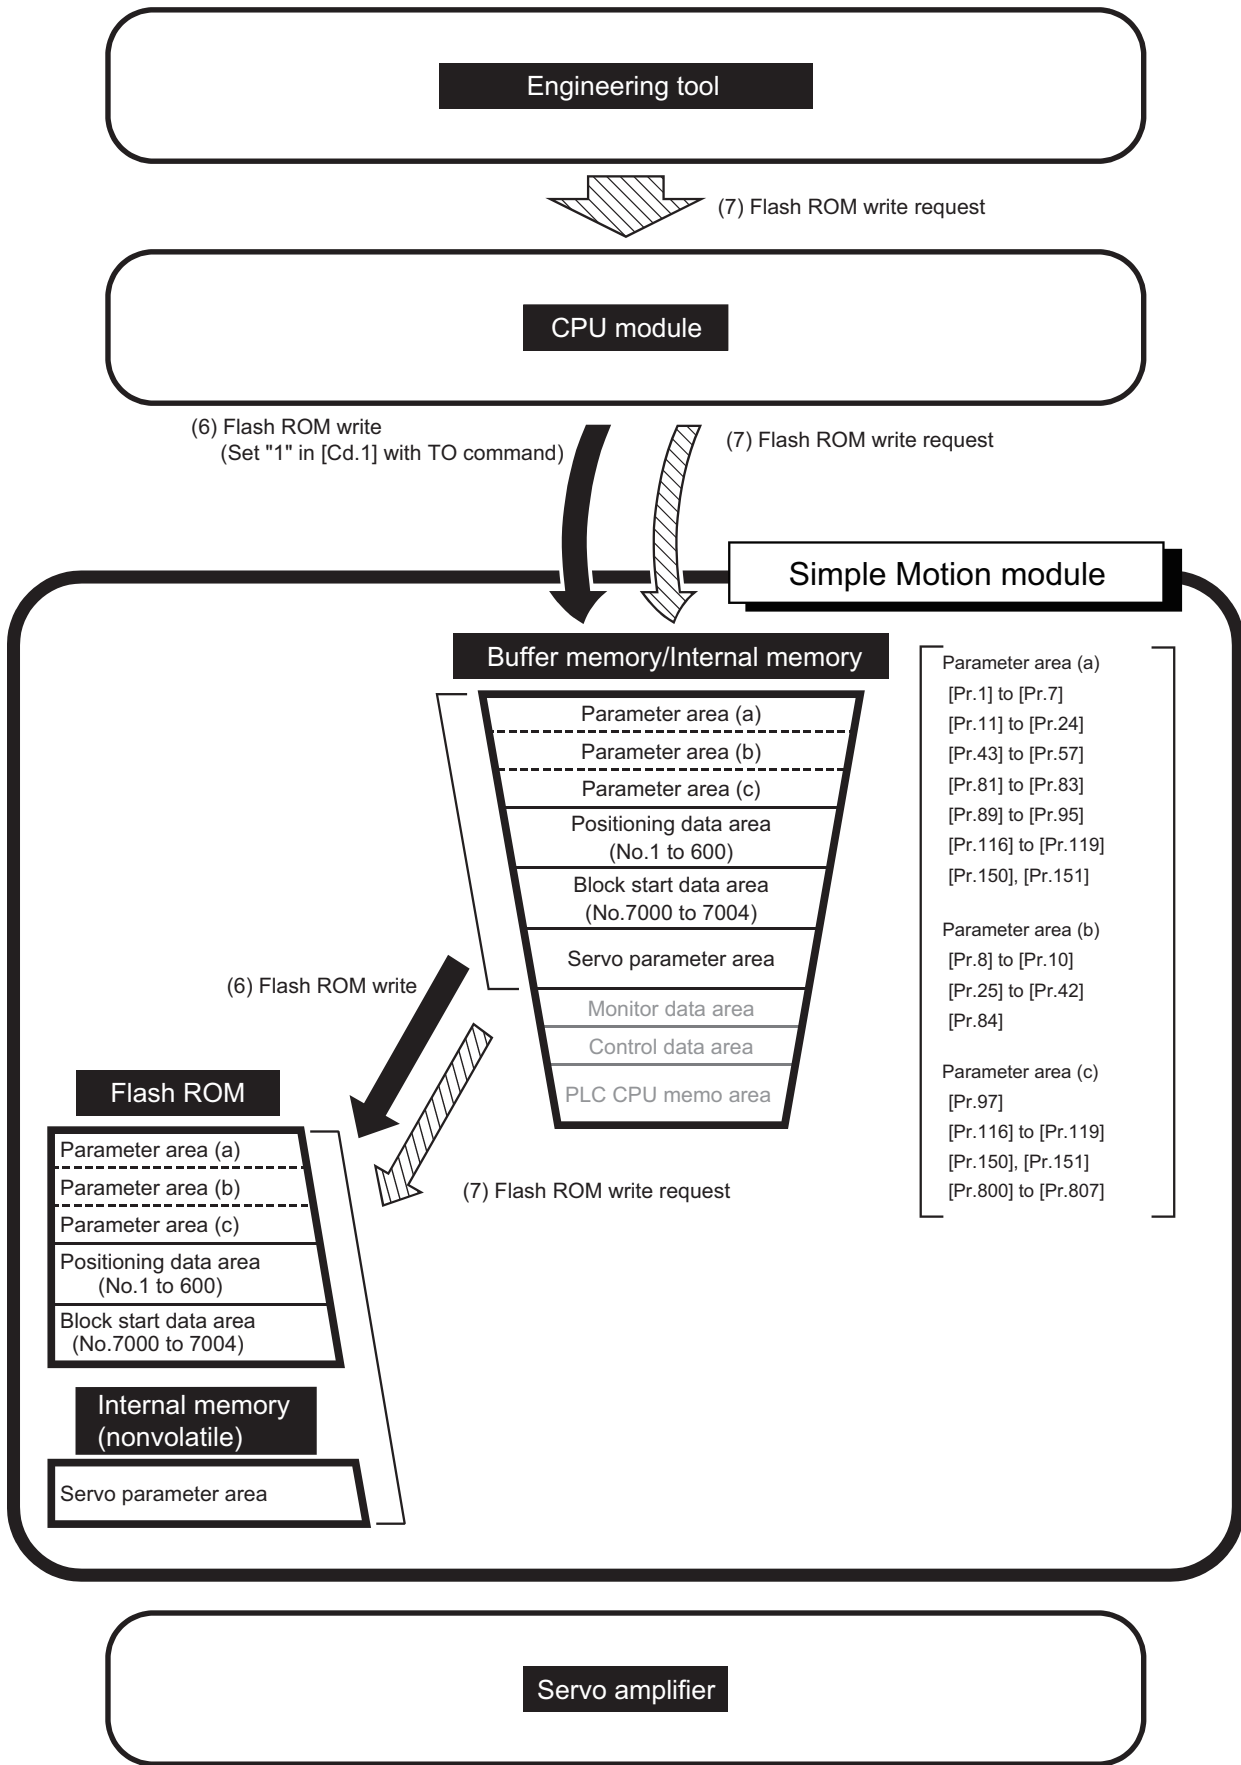 Engineering tool
(7) Flash ROM write request
CPU module
(6) Flash ROM write
(Set "1" in [Cd.1] with TO command)
(7) Flash ROM write request
Simple Motion module
Buffer memory/Internal memory
Parameter area (a)
Parameter area (b)
Parameter area (c)
Positioning data area
(No.1 to 600)
Block start data area
(No.7000 to 7004)
Servo parameter area
Monitor data area
Control data area
PLC CPU memo area
Parameter area (a)
[Pr.1] to [Pr.7]
[Pr.11] to [Pr.24]
[Pr.43] to [Pr.57]
[Pr.81] to [Pr.83]
[Pr.89] to [Pr.95]
[Pr.116] to [Pr.119]
[Pr.150], [Pr.151]
Parameter area (b)
[Pr.8] to [Pr.10]
[Pr.25] to [Pr.42]
[Pr.84]
Parameter area (c)
[Pr.97]
[Pr.116] to [Pr.119]
[Pr.150], [Pr.151]
[Pr.800] to [Pr.807]
(6) Flash ROM write
(7) Flash ROM write request
Flash ROM
Parameter area (a)
Parameter area (b)
Parameter area (c)
Positioning data area
(No.1 to 600)
Block start data area
(No.7000 to 7004)
Internal memory
(nonvolatile)
Servo parameter area
Servo amplifier